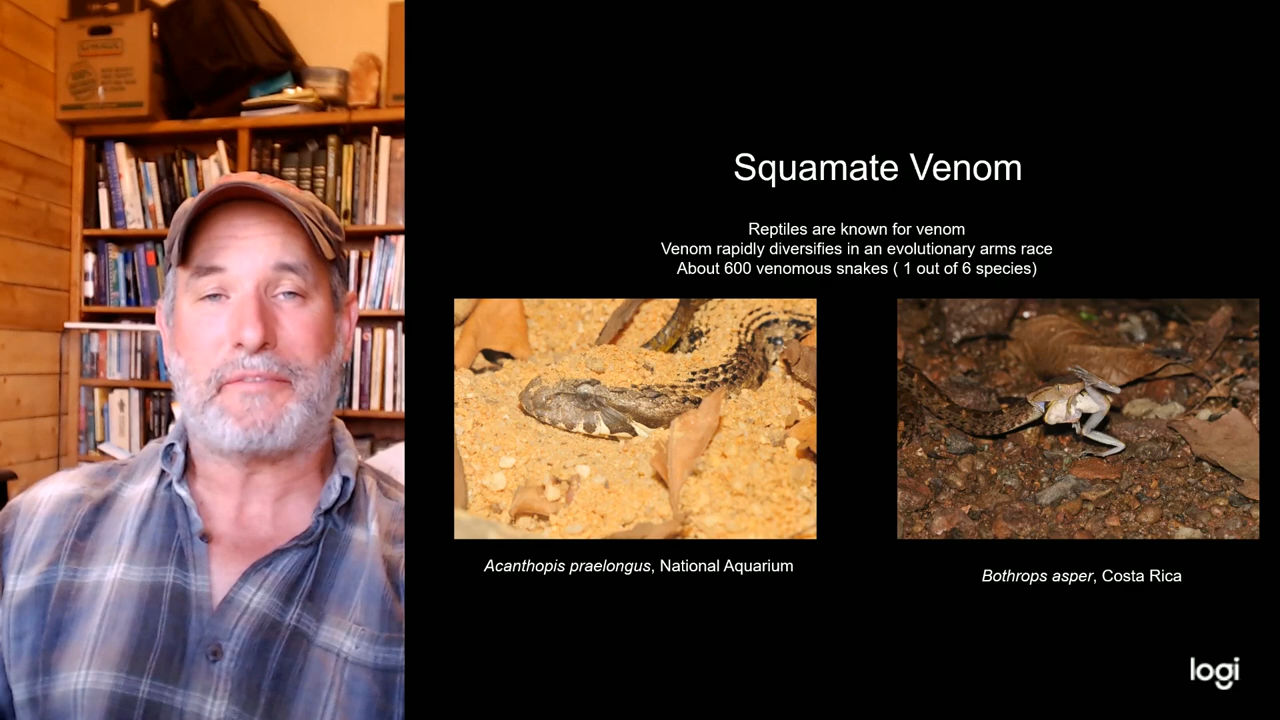 Squamate Venom
Reptiles are known for venom
Venom rapidly diversifies in an evolutionary arms race
About 600 venomous snakes ( 1 out of 6 species)
Acanthopis praelongus, National Aquarium
Bothrops asper, Costa Rica
logi